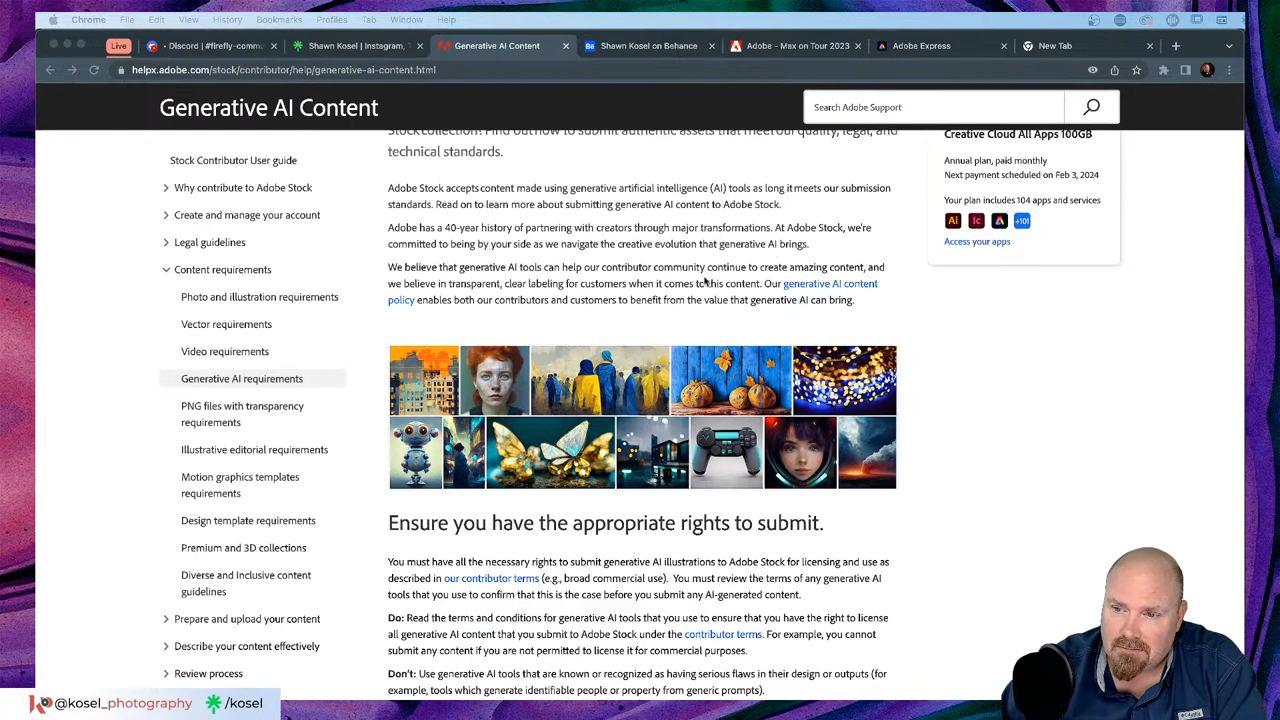 Chrome File Edit View History Bookmarks Profiles Tab Window Help
Live Discord | #firefly-commu Shawn Kosel | Instagram, T Generative AI Content Shawn Kosel on Behance Adobe - Max on Tour 2023 Adobe Express New Tab
helpx.adobe.com/stock/contributor/help/generative-ai-content.html
Generative AI Content
Search Adobe Support
Stock Contributor User guide
Why contribute to Adobe Stock
Create and manage your account
Legal guidelines
Content requirements
Photo and illustration requirements
Vector requirements
Video requirements
Generative AI requirements
PNG files with transparency
requirements
Illustrative editorial requirements
Motion graphics templates
requirements
Design template requirements
Premium and 3D collections
Diverse and Inclusive content
guidelines
Prepare and upload your content
Describe your content effectively
Review process
Stock collection? Find out how to submit authentic assets that meet our quality, legal, and
technical standards.
Adobe Stock accepts content made using generative artificial intelligence (AI) tools as long it meets our submission
standards. Read on to learn more about submitting generative AI content to Adobe Stock.
Adobe has a 40-year history of partnering with creators through major transformations. At Adobe Stock, we're
committed to being by your side as we navigate the creative evolution that generative AI brings.
We believe that generative AI tools can help our contributor community continue to create amazing content, and
we believe in transparent, clear labeling for customers when it comes to this content. Our generative AI content
policy enables both our contributors and customers to benefit from the value that generative AI can bring.
Ensure you have the appropriate rights to submit.
You must have all the necessary rights to submit generative AI illustrations to Adobe Stock for licensing and use as
described in our contributor terms (e.g., broad commercial use). You must review the terms of any generative AI
tools that you use to confirm that this is the case before you submit any AI-generated content.
Do: Read the terms and conditions for generative AI tools that you use to ensure that you have the right to license
all generative AI content that you submit to Adobe Stock under the contributor terms. For example, you cannot
submit any content if you are not permitted to license it for commercial purposes.
Don't: Use generative AI tools that are known or recognized as having serious flaws in their design or outputs (for
example, tools which generate identifiable people or property from generic prompts).
Creative Cloud All Apps 100GB
Annual plan, paid monthly
Next payment scheduled on Feb 3, 2024
Your plan includes 104 apps and services
Ai Ic +101
Access your apps
@kosel_photography /kosel